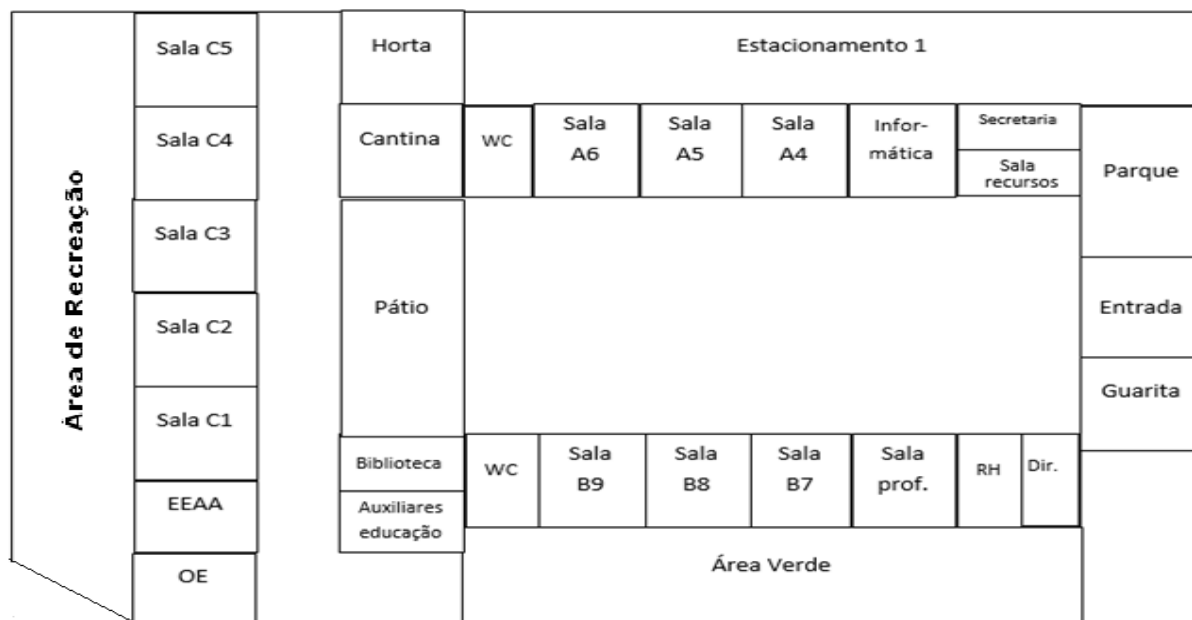 Área de Recreação
Sala C5
Sala C4
Sala C3
Sala C2
Sala C1
EEAA
OE
Horta
Cantina
Pátio
Biblioteca
Auxiliares
educação
Estacionamento 1
WC
Sala
A6
Sala
A5
Sala
A4
Infor-
mática
Secretaria
Sala
recursos
Parque
Entrada
Guarita
WC
Sala
B9
Sala
B8
Sala
B7
Sala
prof.
RH
Dir.
Área Verde